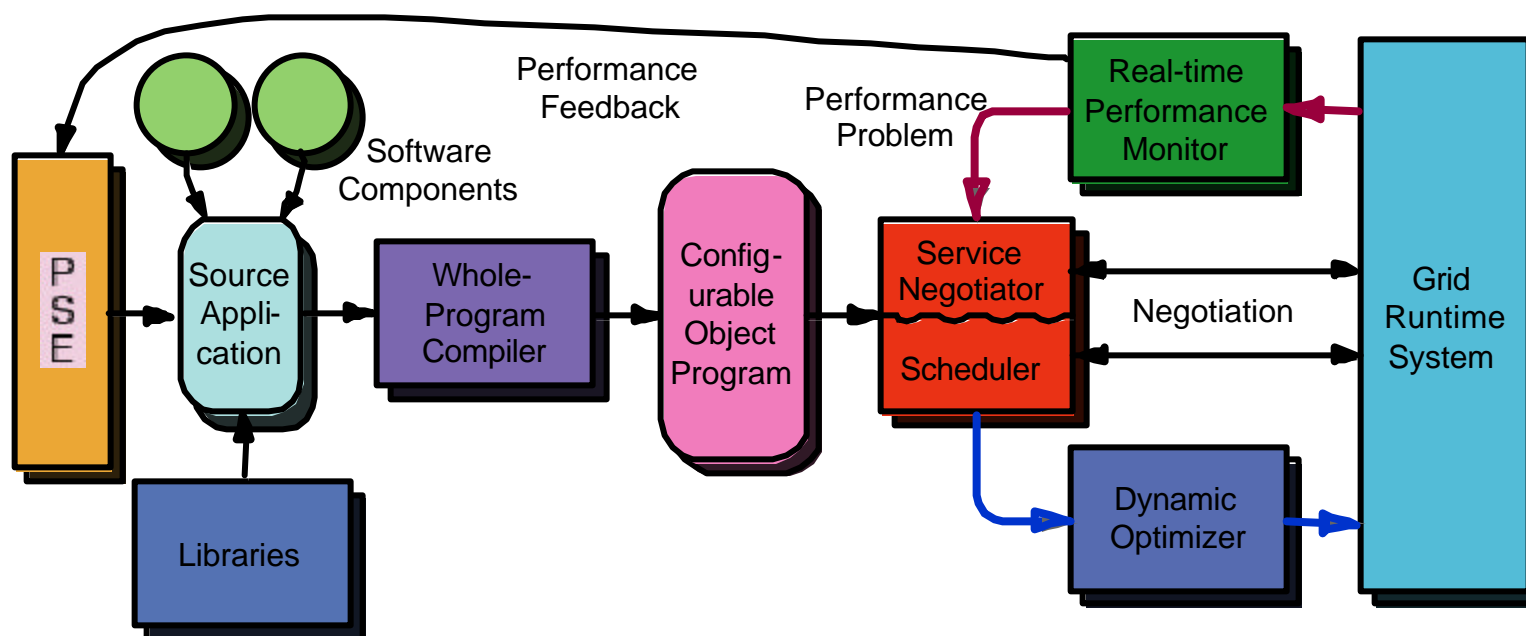 Performance
Feedback
Performance
Problem
Real-time
Performance
Monitor
Software
Components
P
S
E
Source
Appli-
cation
Whole-
Program
Compiler
Config-
urable
Object
Program
Service
Negotiator
Scheduler
Negotiation
Grid
Runtime
System
Libraries
Dynamic
Optimizer